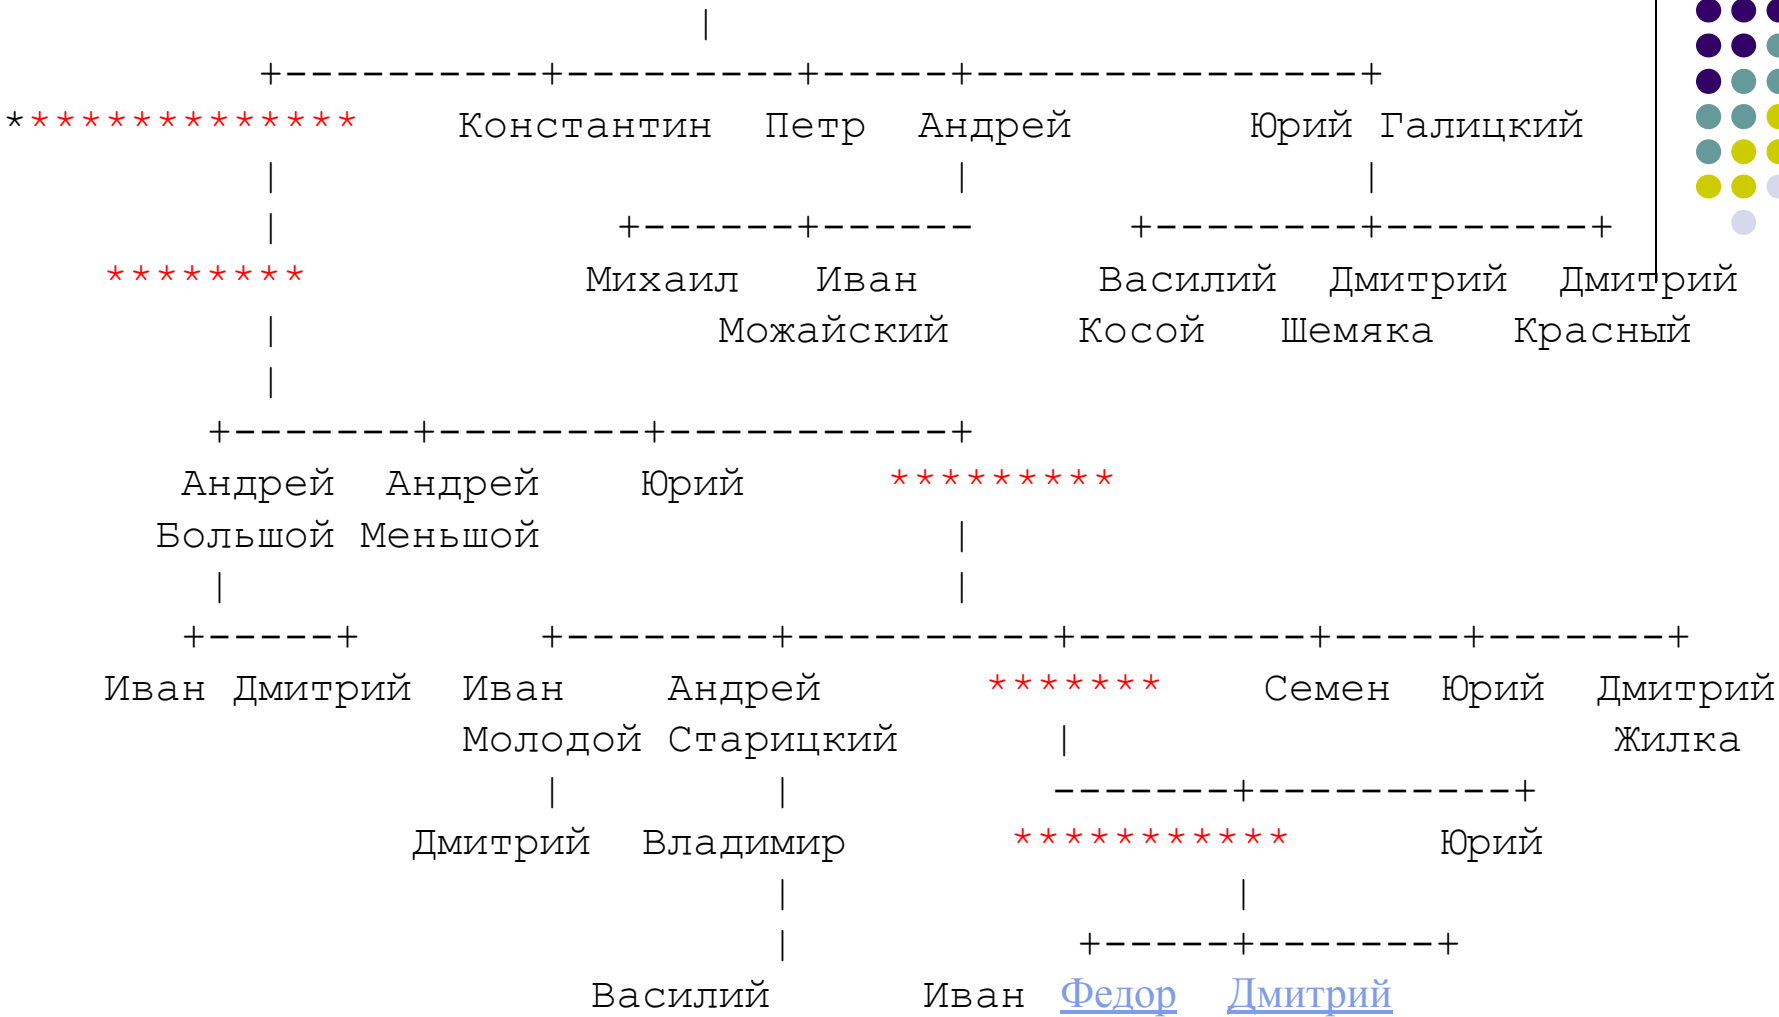 |
+----------+---------+-----+---------------+
************** Константин Петр Андрей Юрий Галицкий
| | |
| +------+------ +--------+--------+
******** Михаил Иван Василий Дмитрий Дмитрий
| Можайский Косой Шемяка Красный
|
+-------+--------+-----------+
Андрей Андрей Юрий *********
Большой Меньшой |
| |
+-----+ +--------+----------+---------+-----+-------+
Иван Дмитрий Иван Андрей ******* Семен Юрий Дмитрий
Молодой Старицкий | Жилка
| | -------+----------+
Дмитрий Владимир *********** Юрий
| |
| +-----+-------+
Василий Иван Федор Дмитрий